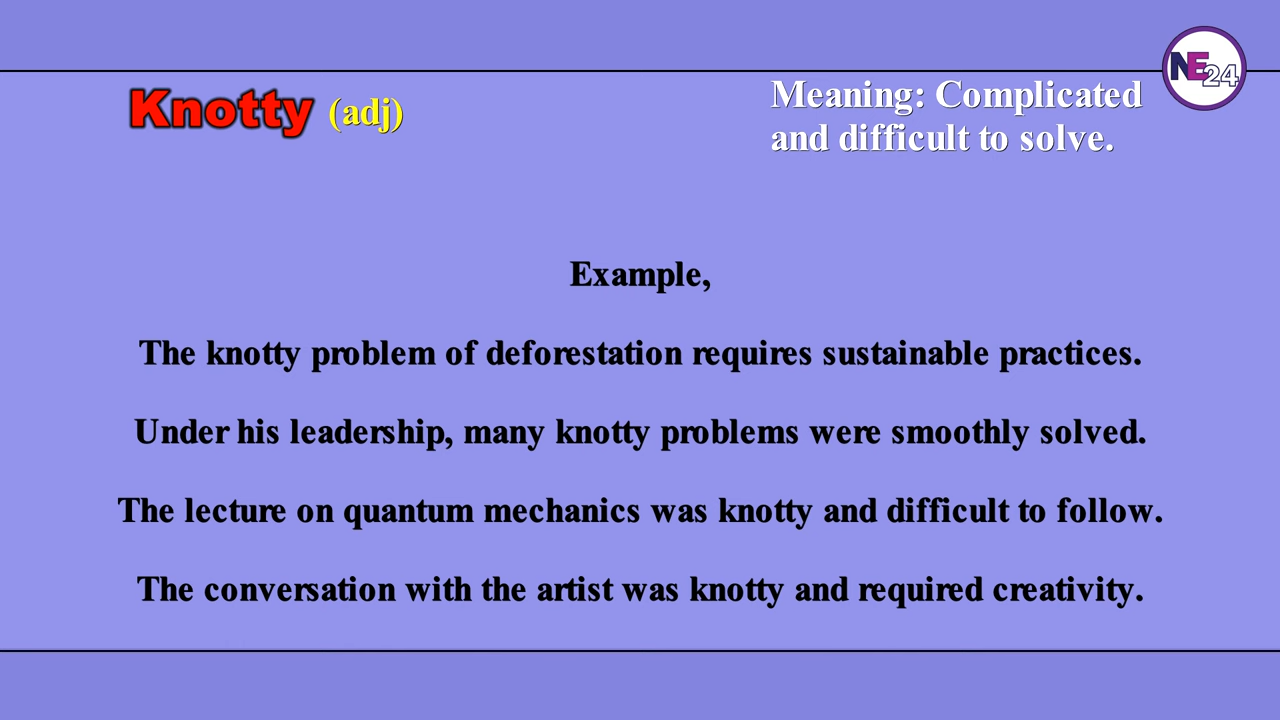 Knotty (adj)
Meaning: Complicated
and difficult to solve.
NE24
Example,
The knotty problem of deforestation requires sustainable practices.
Under his leadership, many knotty problems were smoothly solved.
The lecture on quantum mechanics was knotty and difficult to follow.
The conversation with the artist was knotty and required creativity.